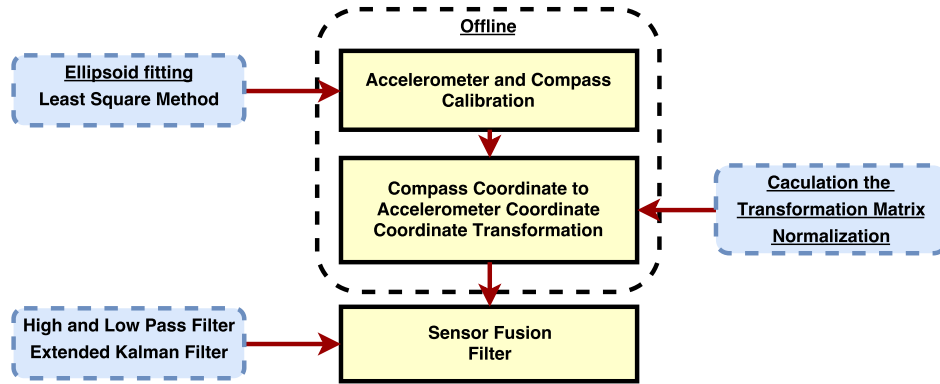 Offline
Ellipsoid fitting
Least Square Method
Accelerometer and Compass
Calibration
Compass Coordinate to
Accelerometer Coordinate
Coordinate Transformation
Caculation the
Transformation Matrix
Normalization
High and Low Pass Filter
Extended Kalman Filter
Sensor Fusion
Filter